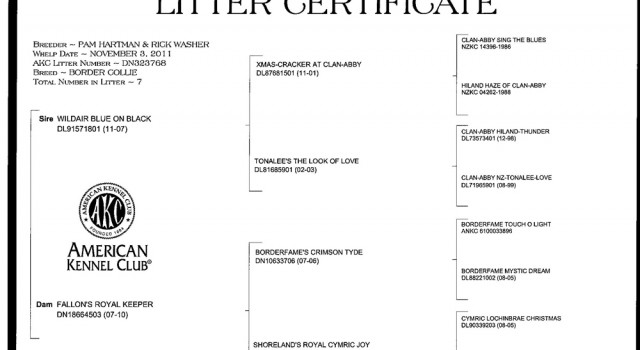 LITTER CERTIFICATE
BREEDER ~ PAM HARTMAN & RICK WASHER
WHELP DATE ~ NOVEMBER 3, 2011
AKC LITTER NUMBER ~ DN323768
BREED ~ BORDER COLLIE
TOTAL NUMBER IN LITTER ~ 7
Sire WILDAIR BLUE ON BLACK
DL91571801 (11-07)
AMERICAN KENNEL CLUB
AKC
FOUNDED 1884
AMERICAN
KENNEL CLUB®
Dam FALLON'S ROYAL KEEPER
DN18664503 (07-10)
XMAS-CRACKER AT CLAN-ABBY
DL87681501 (11-01)
TONALEE'S THE LOOK OF LOVE
DL81685901 (02-03)
BORDERFAME'S CRIMSON TYDE
DN10633706 (07-06)
SHORELAND'S ROYAL CYMRIC JOY
CLAN-ABBY SING THE BLUES
NZKC 14396-1986
HILAND HAZE OF CLAN-ABBY
NZKC 04262-1988
CLAN-ABBY HILAND-THUNDER
DL73573401 (12-98)
CLAN-ABBY NZ-TONALEE-LOVE
DL71965901 (08-99)
BORDERFAME TOUCH O LIGHT
ANKC 6100033896
BORDERFAME MYSTIC DREAM
DL88221002 (08-05)
CYMRIC LOCHINBRAE CHRISTMAS
DL90339203 (08-05)